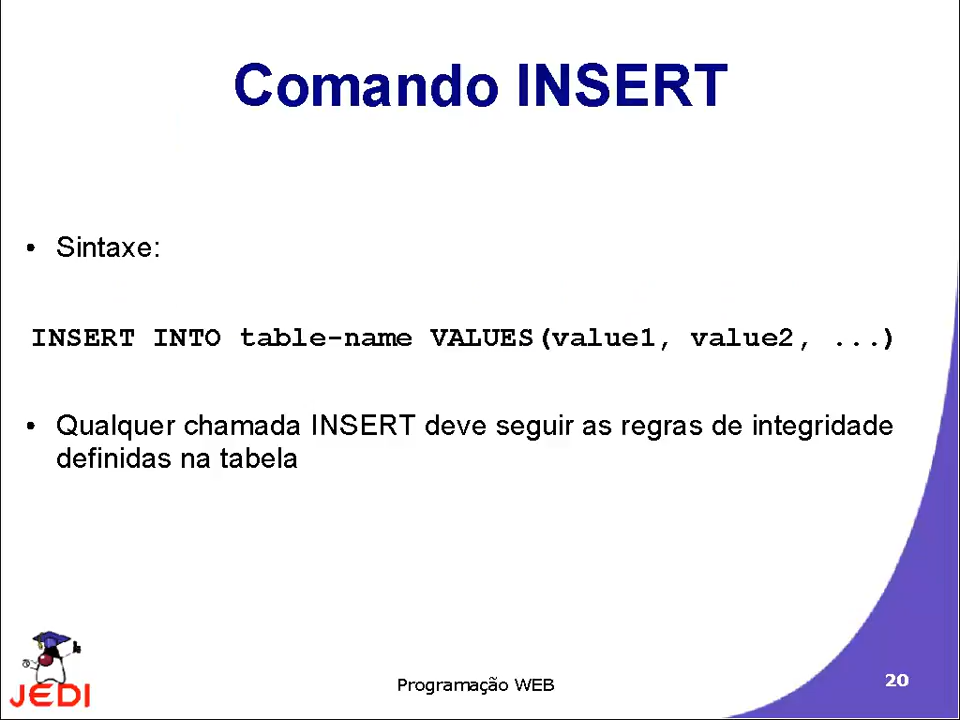 Comando INSERT
• Sintaxe:
INSERT INTO table-name VALUES(value1, value2, ...)
• Qualquer chamada INSERT deve seguir as regras de integridade
definidas na tabela
JEDI
Programação WEB
20